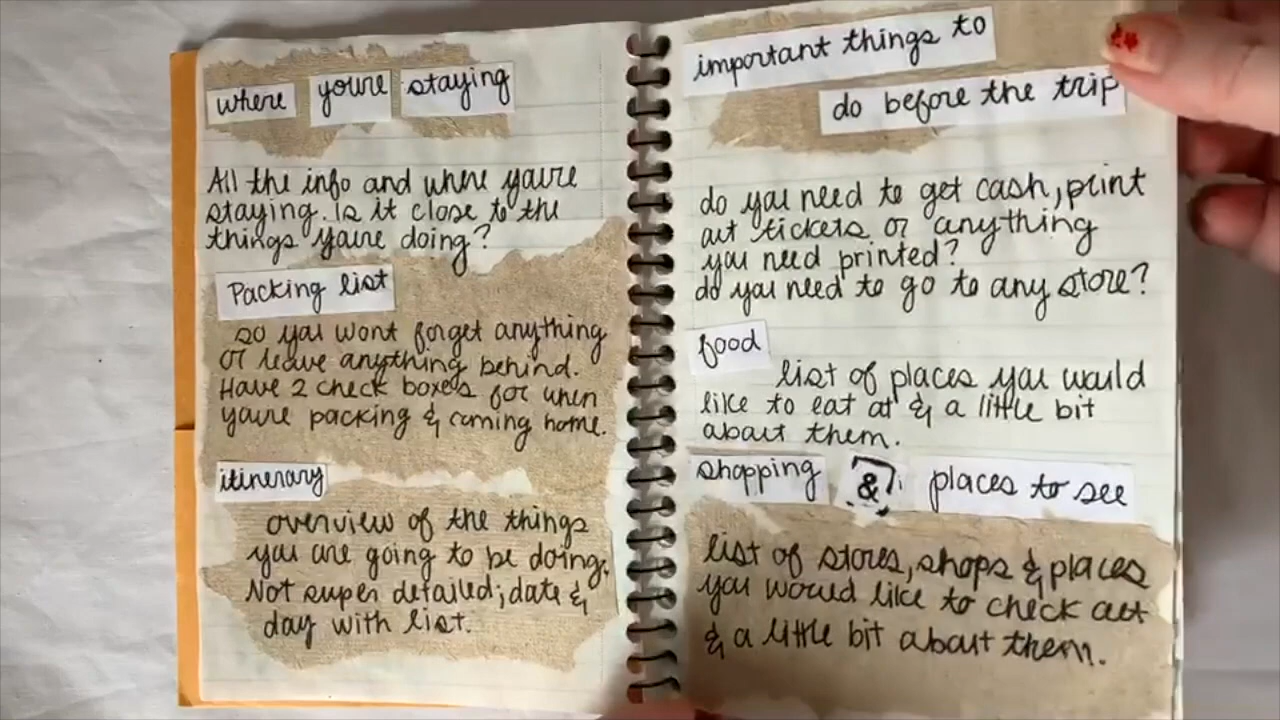 where youre staying
All the info and where you're
staying. Is it close to the
things you're doing?
Packing list
so you wont forget anything
or leave anything behind.
Have 2 check boxes for when
you're packing & coming home.
itinerary
overview of the things
you are going to be doing.
Not super detailed; date &
day with list.
important things to
do before the trip
do you need to get cash, print
out tickets or anything
you need printed?
do you need to go to any store?
food
list of places you would
like to eat at & a little bit
about them.
shopping & places to see
list of stores, shops & places
you would like to check out
& a little bit about them.